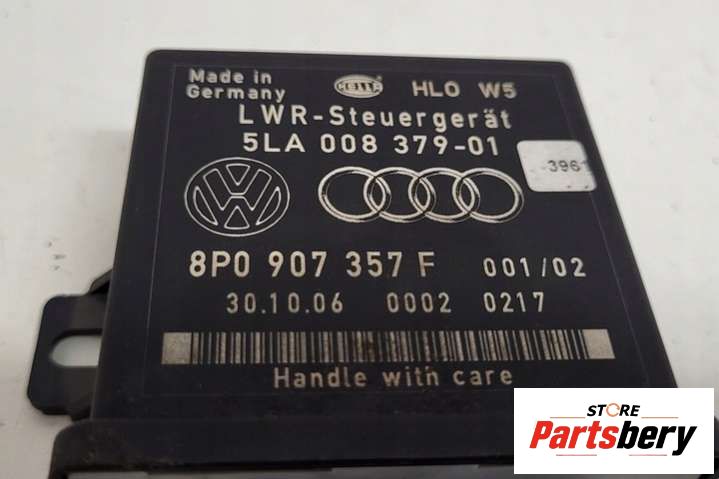 Made in
Germany
HELLA
HLO W5
LWR-Steuergerät
5LA 008 379-01
-3961
8P0 907 357 F 001/02
30.10.06 0002 0217
Handle with care
STORE
Partsbery